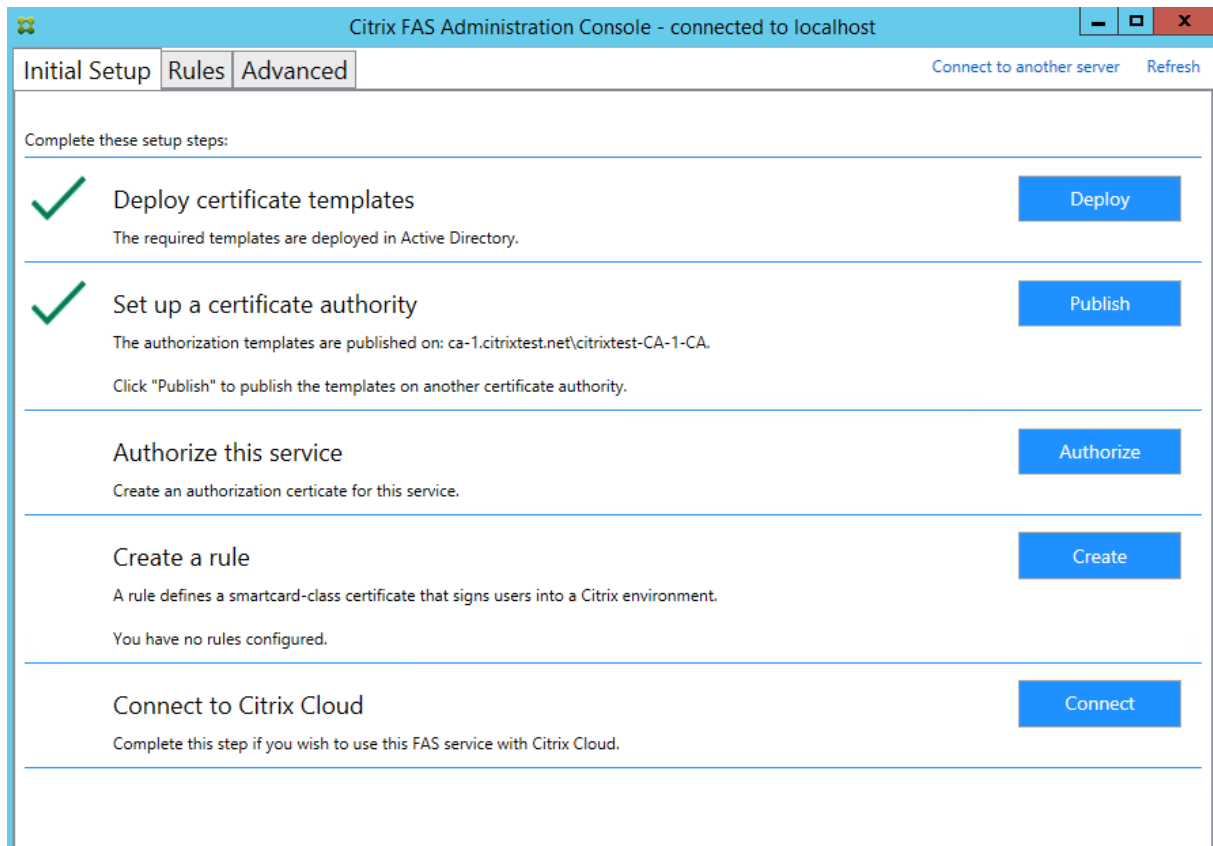 Citrix FAS Administration Console - connected to localhost
Initial Setup Rules Advanced Connect to another server Refresh
Complete these setup steps:
Deploy certificate templates
Deploy
The required templates are deployed in Active Directory.
Set up a certificate authority
Publish
The authorization templates are published on: ca-1.citrixtest.net\citrixtest-CA-1-CA.
Click "Publish" to publish the templates on another certificate authority.
Authorize this service
Authorize
Create an authorization certicate for this service.
Create a rule
Create
A rule defines a smartcard-class certificate that signs users into a Citrix environment.
You have no rules configured.
Connect to Citrix Cloud
Connect
Complete this step if you wish to use this FAS service with Citrix Cloud.